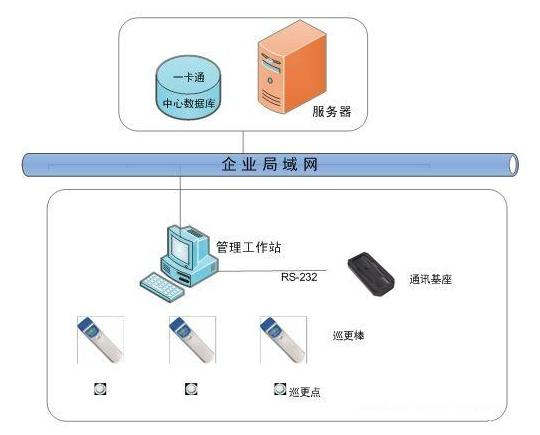 一卡通
中心数据库
服务器
企业局域网
管理工作站
RS-232
通讯基座
巡更棒
巡更点